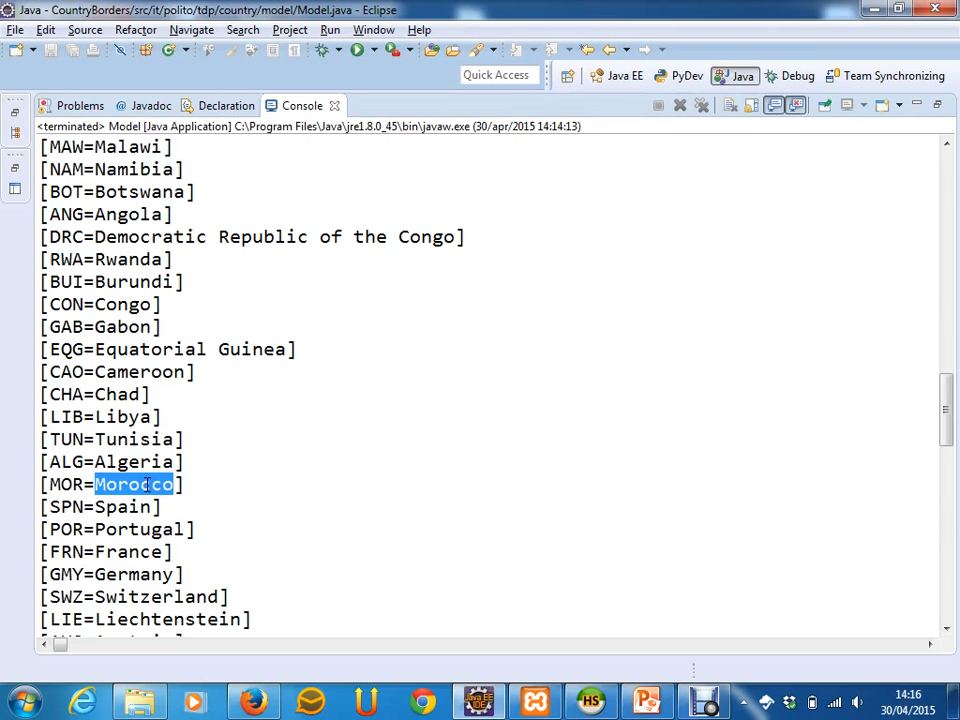 Java - CountryBorders/src/it/polito/tdp/country/model/Model.java - Eclipse
File Edit Source Refactor Navigate Search Project Run Window Help
Quick Access Java EE PyDev Java Debug Team Synchronizing
Problems Javadoc Declaration Console
<terminated> Model [Java Application] C:\Program Files\Java\jre1.8.0_45\bin\javaw.exe (30/apr/2015 14:14:13)
[MAW=Malawi]
[NAM=Namibia]
[BOT=Botswana]
[ANG=Angola]
[DRC=Democratic Republic of the Congo]
[RWA=Rwanda]
[BUI=Burundi]
[CON=Congo]
[GAB=Gabon]
[EQG=Equatorial Guinea]
[CAO=Cameroon]
[CHA=Chad]
[LIB=Libya]
[TUN=Tunisia]
[ALG=Algeria]
[MOR=Morocco]
[SPN=Spain]
[POR=Portugal]
[FRN=France]
[GMY=Germany]
[SWZ=Switzerland]
[LIE=Liechtenstein]
Java EE
IDE
HS
14:16
30/04/2015